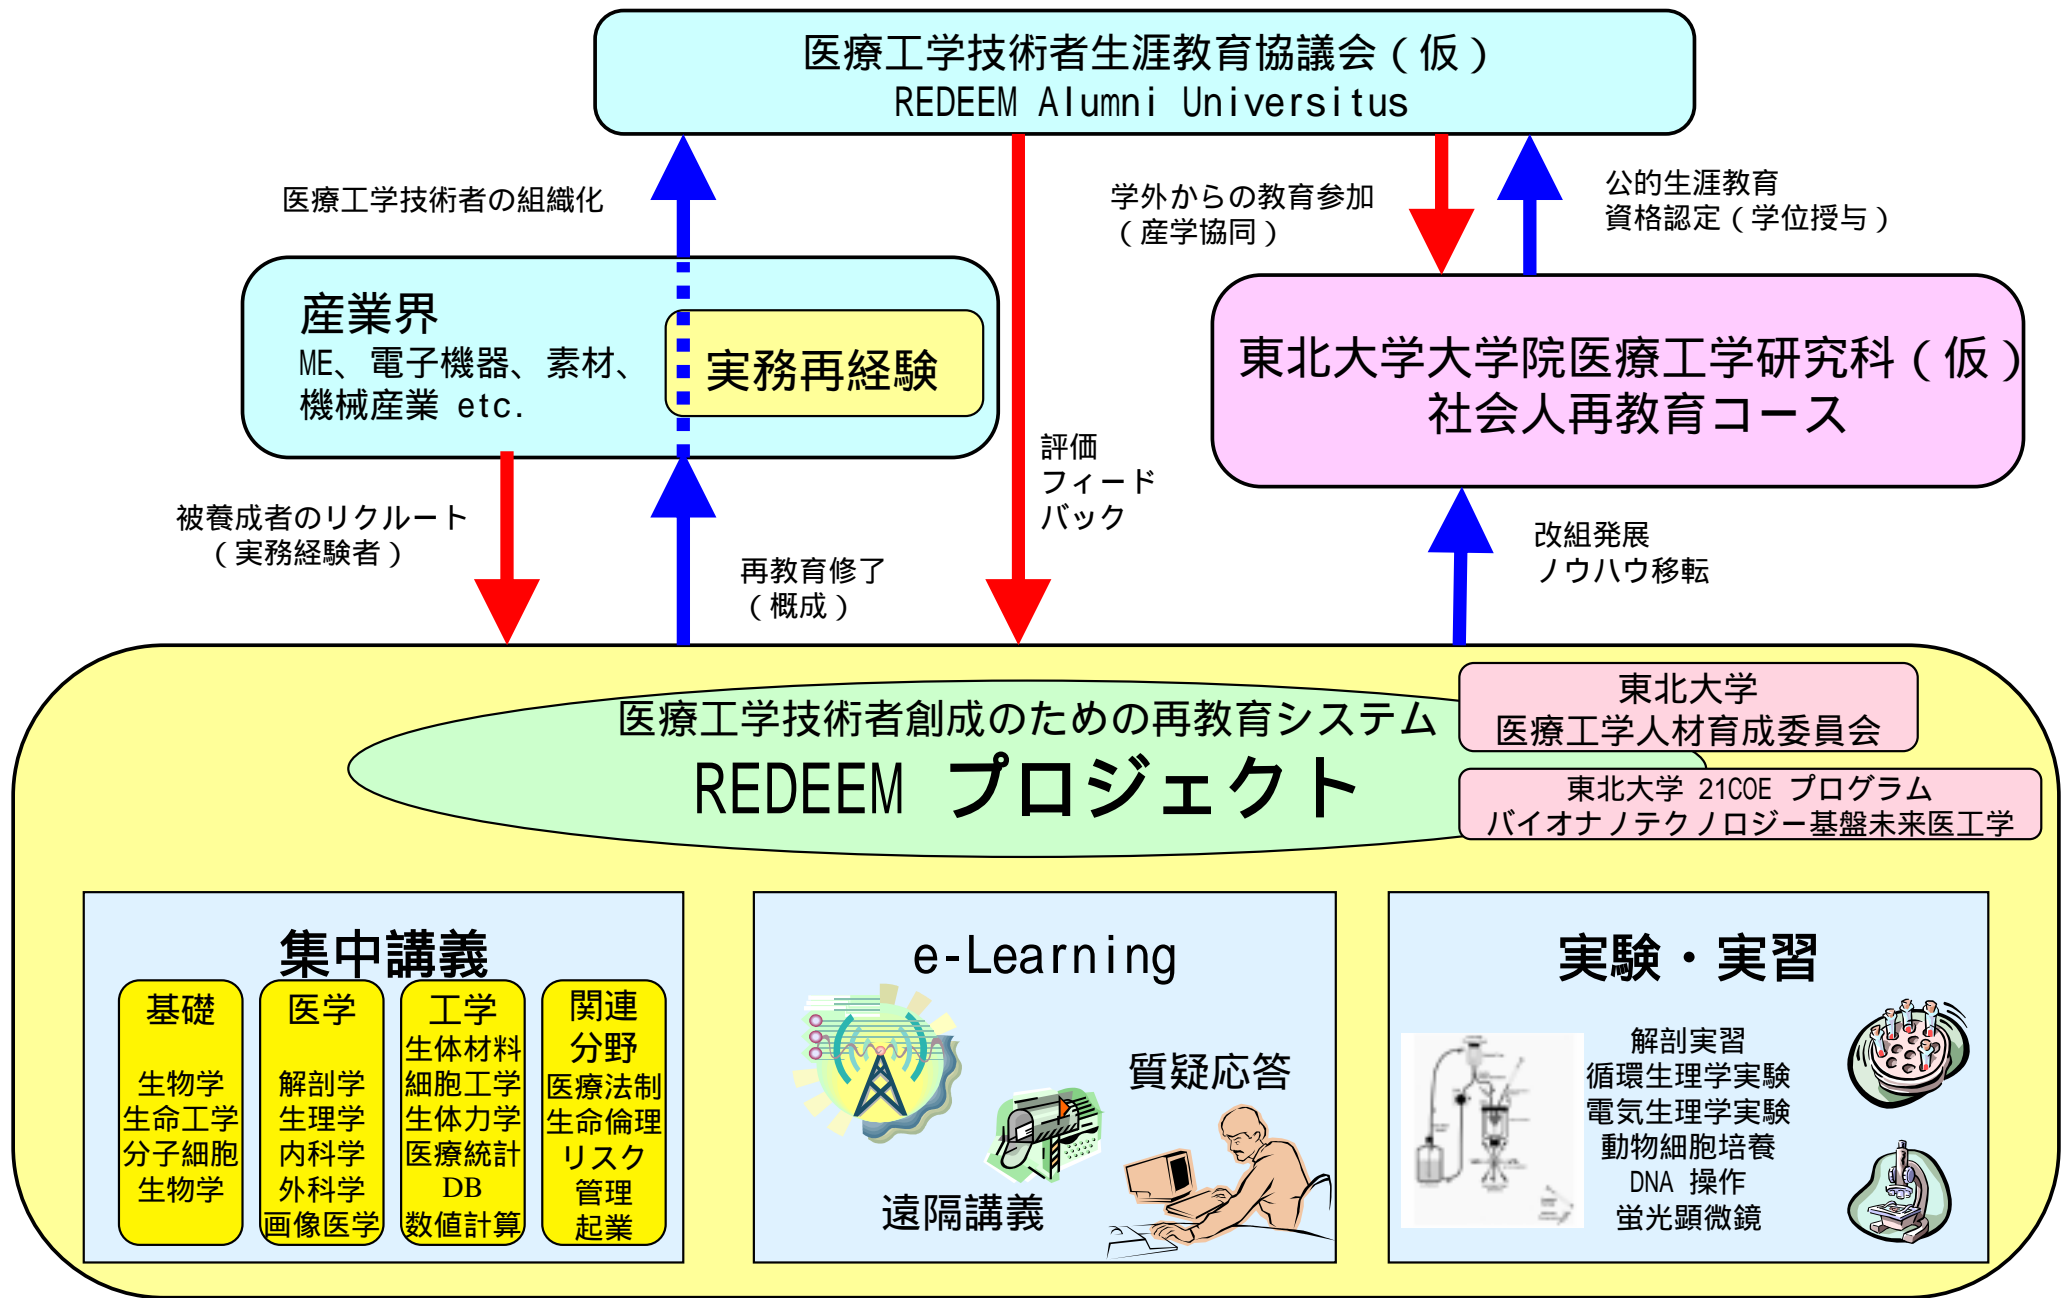 医療工学技術者生涯教育協議会（仮）
REDEEM Alumni Universitus
医療工学技術者の組織化
学外からの教育参加
（産学協同）
公的生涯教育
資格認定（学位授与）
産業界
ME、電子機器、素材、
機械産業 etc.
実務再経験
東北大学大学院医療工学研究科（仮）
社会人再教育コース
評価
フィード
バック
被養成者のリクルート
（実務経験者）
再教育修了
（概成）
改組発展
ノウハウ移転
医療工学技術者創成のための再教育システム
REDEEM プロジェクト
東北大学
医療工学人材育成委員会
東北大学 21COE プログラム
バイオナノテクノロジー基盤未来医工学
集中講義
基礎
生物学
生命工学
分子細胞
生物学
医学
解剖学
生理学
内科学
外科学
画像医学
工学
生体材料
細胞工学
生体力学
医療統計
DB
数値計算
関連
分野
医療法制
生命倫理
リスク
管理
起業
e-Learning
質疑応答
遠隔講義
実験・実習
解剖実習
循環生理学実験
電気生理学実験
動物細胞培養
DNA 操作
蛍光顕微鏡